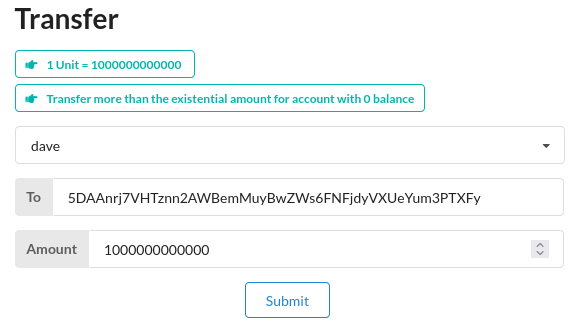 Transfer
1 Unit = 1000000000000
Transfer more than the existential amount for account with 0 balance
dave
To 5DAAnrj7VHTznn2AWBemMuyBwZWs6FNFjdyVXUeYum3PTXFy
Amount 1000000000000
Submit